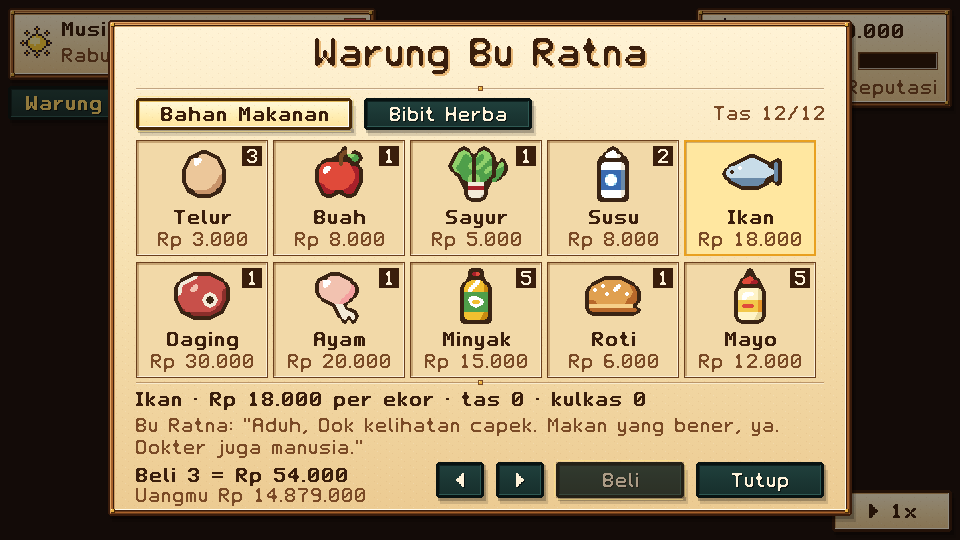 Musi
Rabu
.000
Reputasi
Warung
Warung Bu Ratna
Bahan Makanan
Bibit Herba
Tas 12/12
3
Telur
Rp 3.000
1
Buah
Rp 8.000
1
Sayur
Rp 5.000
2
Susu
Rp 8.000
Ikan
Rp 18.000
1
Daging
Rp 30.000
1
Ayam
Rp 20.000
5
Minyak
Rp 15.000
1
Roti
Rp 6.000
5
Mayo
Rp 12.000
Ikan · Rp 18.000 per ekor · tas 0 · kulkas 0
Bu Ratna: "Aduh, Dok kelihatan capek. Makan yang bener, ya.
Dokter juga manusia."
Beli 3 = Rp 54.000
Uangmu Rp 14.879.000
Beli
Tutup
1x